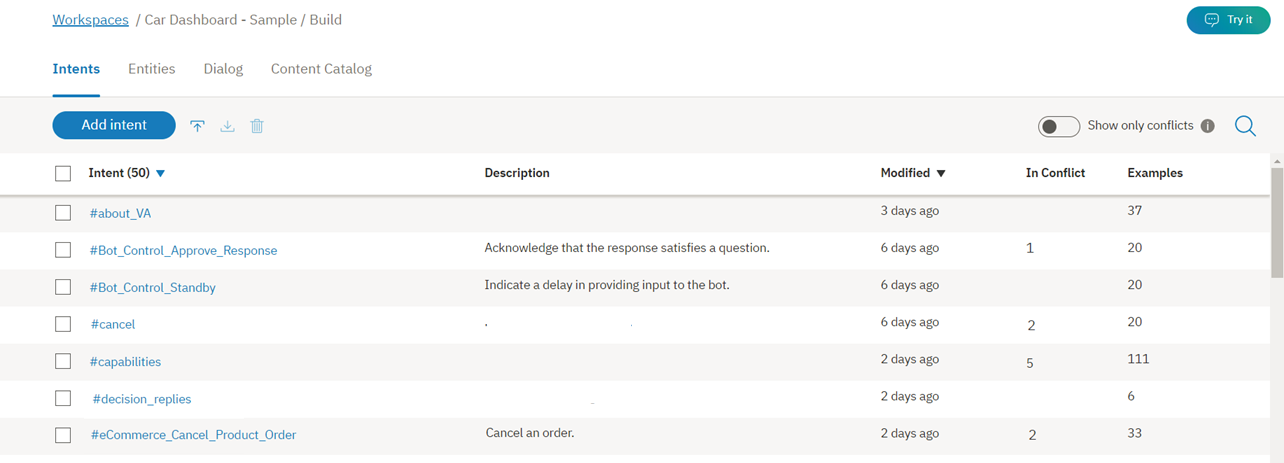 Workspaces / Car Dashboard - Sample / Build
Try it
Intents Entities Dialog Content Catalog
Add intent
Show only conflicts i
Intent (50) Description Modified In Conflict Examples
#about_VA 3 days ago 37
#Bot_Control_Approve_Response Acknowledge that the response satisfies a question. 6 days ago 1 20
#Bot_Control_Standby Indicate a delay in providing input to the bot. 6 days ago 20
#cancel 6 days ago 2 20
#capabilities 2 days ago 5 111
#decision_replies 2 days ago 6
#eCommerce_Cancel_Product_Order Cancel an order. 2 days ago 2 33